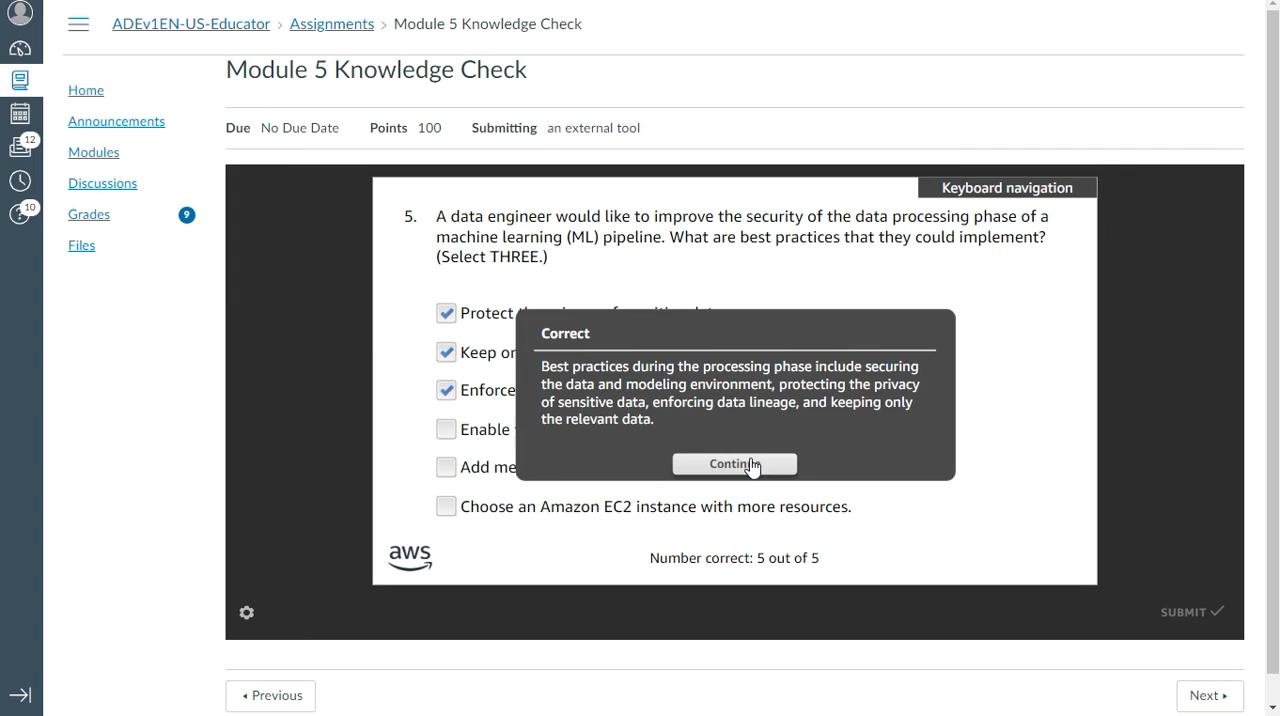 ADEv1EN-US-Educator › Assignments › Module 5 Knowledge Check
Module 5 Knowledge Check
Home
Announcements
Modules
Discussions
Grades 9
Files
12
10
Due No Due Date Points 100 Submitting an external tool
Keyboard navigation
5. A data engineer would like to improve the security of the data processing phase of a
machine learning (ML) pipeline. What are best practices that they could implement?
(Select THREE.)
Protect
Keep
Enforce
Enable
Add
Choose an Amazon EC2 instance with more resources.
Correct
Best practices during the processing phase include securing
the data and modeling environment, protecting the privacy
of sensitive data, enforcing data lineage, and keeping only
the relevant data.
Continue
aws
Number correct: 5 out of 5
SUBMIT
Previous
Next